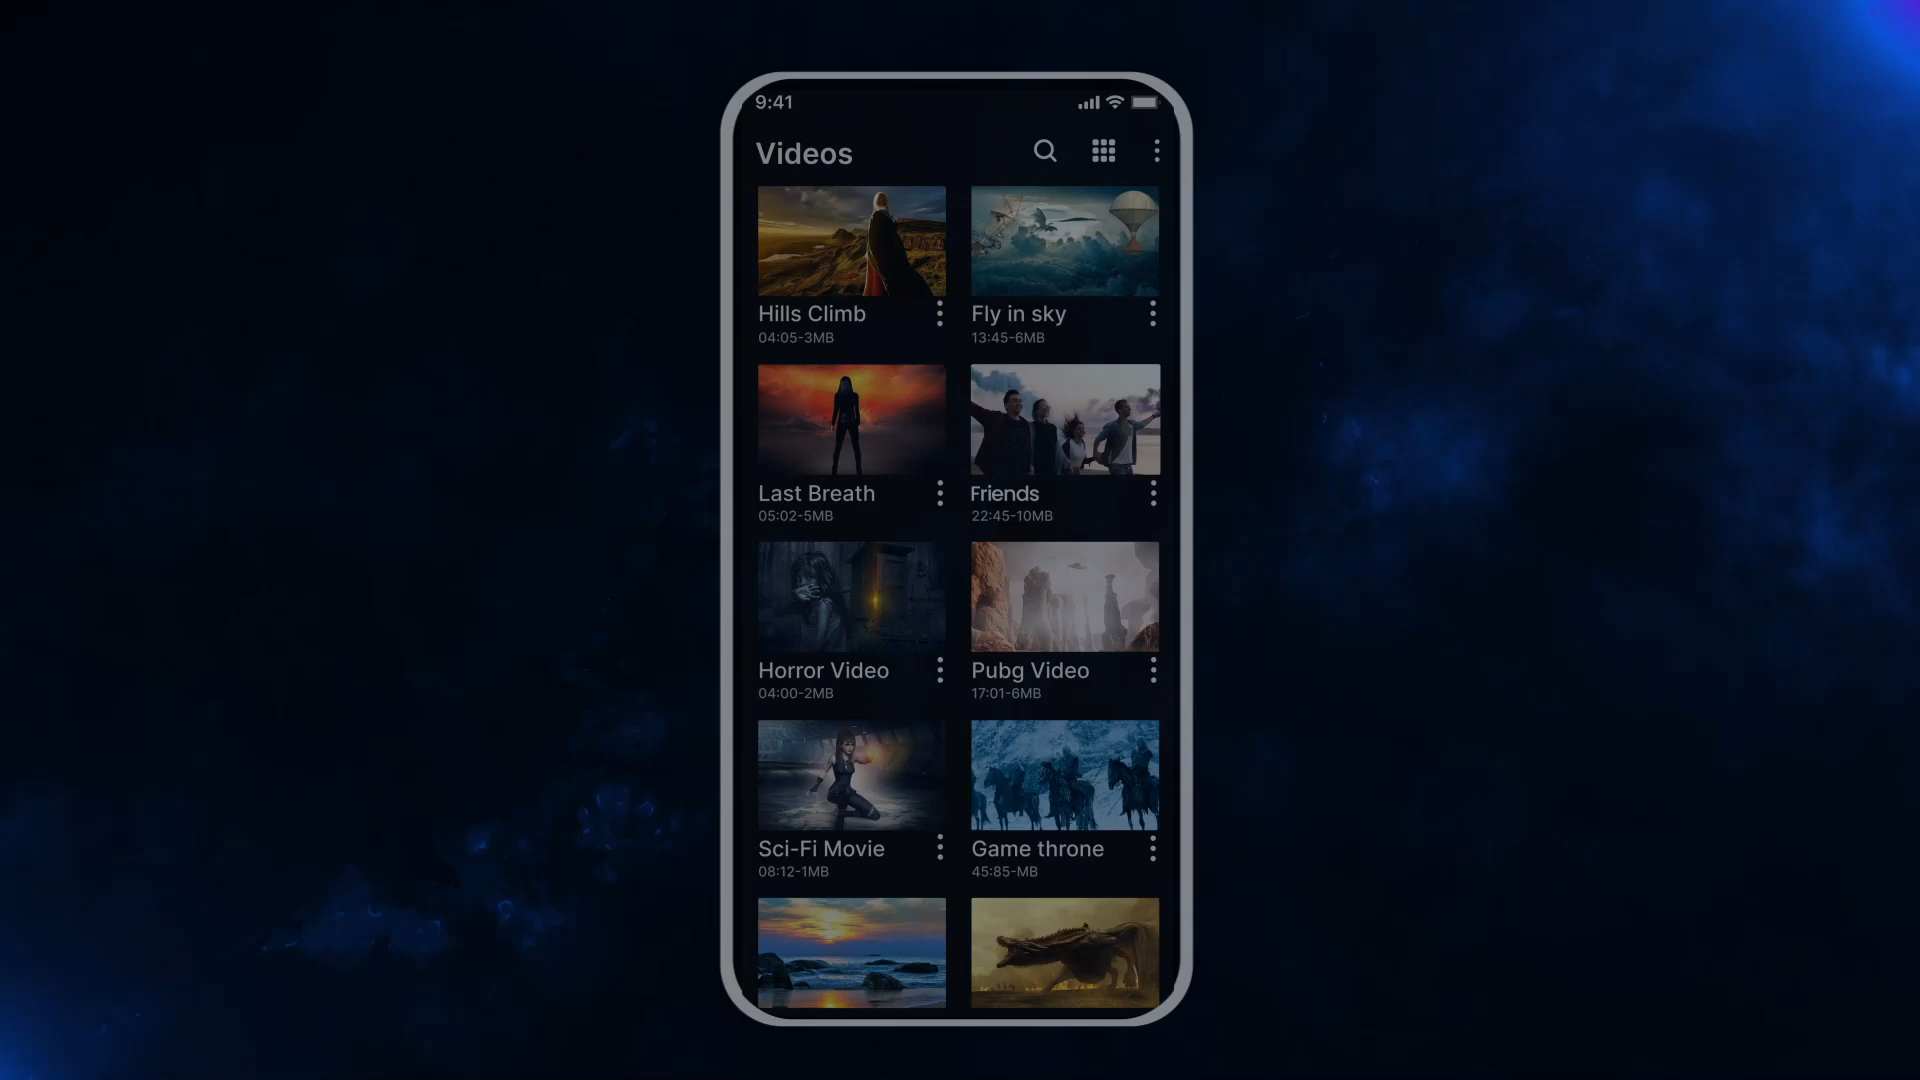 9:41
Videos
Hills Climb
04:05-3MB
Fly in sky
13:45-6MB
Last Breath
05:02-5MB
Friends
22:45-10MB
Horror Video
04:00-2MB
Pubg Video
17:01-6MB
Sci-Fi Movie
08:12-1MB
Game throne
45:85-MB